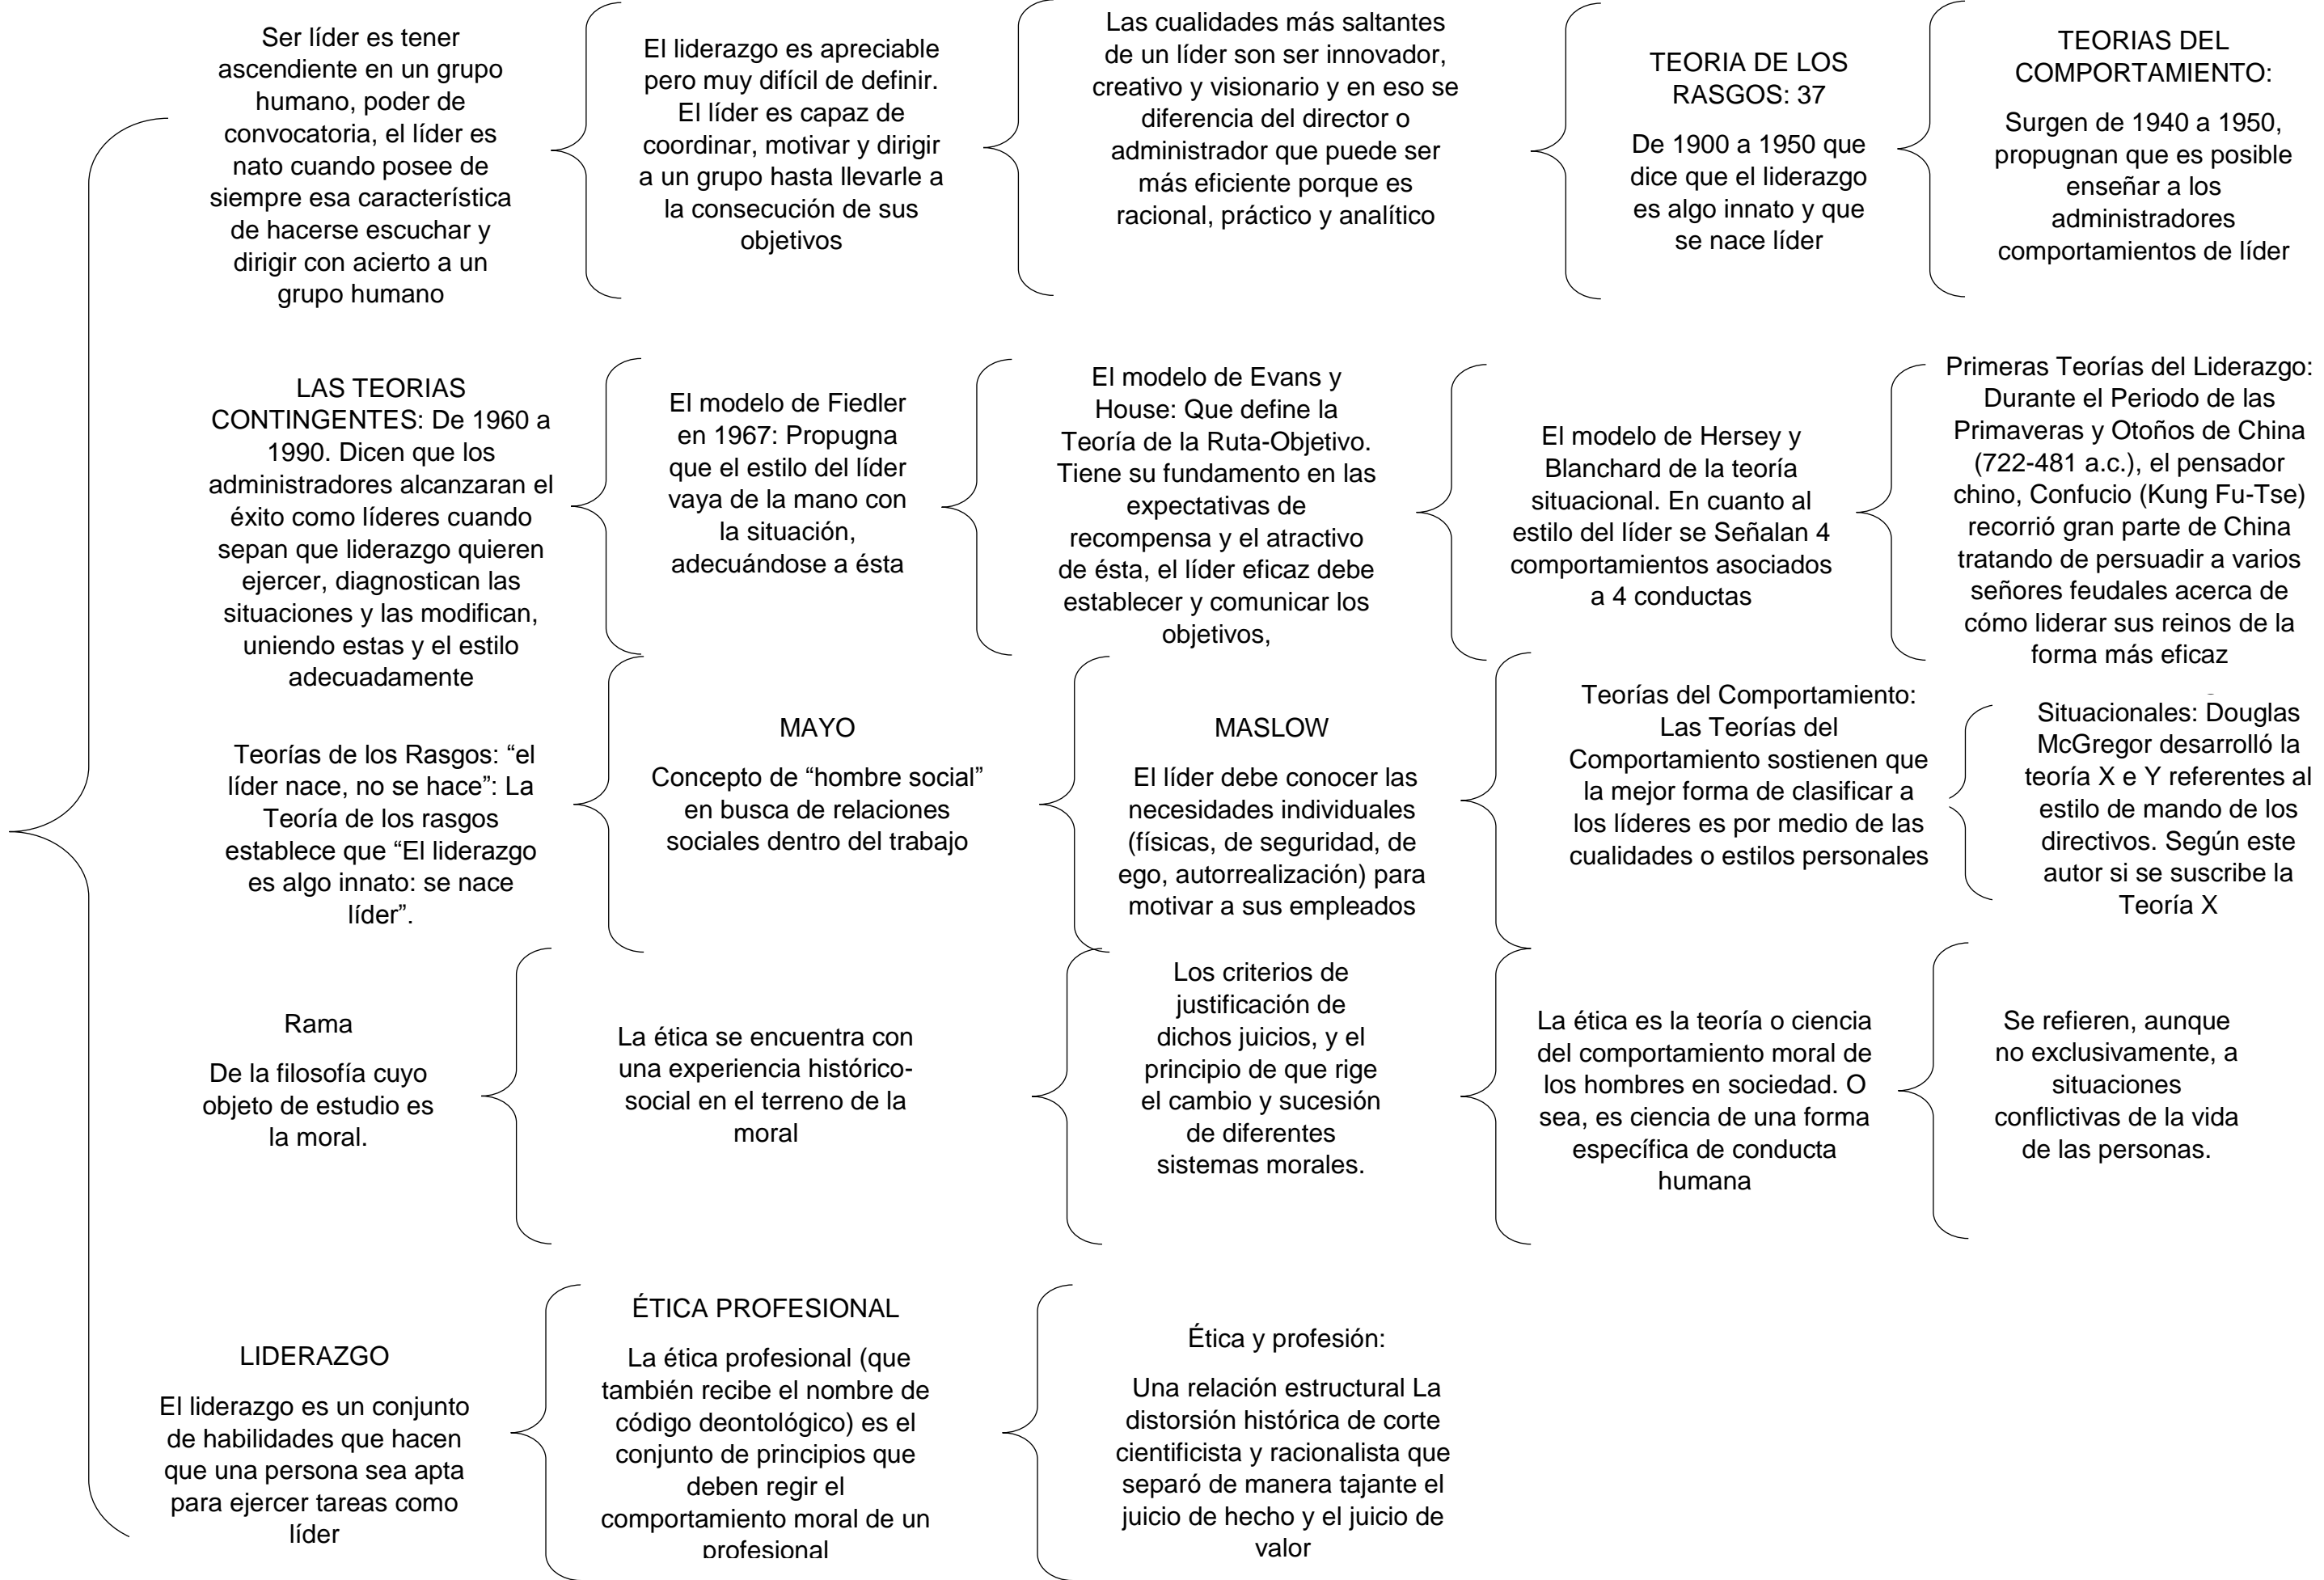 Ser líder es tener
ascendiente en un grupo
humano, poder de
convocatoria, el líder es
nato cuando posee de
siempre esa característica
de hacerse escuchar y
dirigir con acierto a un
grupo humano
El liderazgo es apreciable
pero muy difícil de definir.
El líder es capaz de
coordinar, motivar y dirigir
a un grupo hasta llevarle a
la consecución de sus
objetivos
Las cualidades más saltantes
de un líder son ser innovador,
creativo y visionario y en eso se
diferencia del director o
administrador que puede ser
más eficiente porque es
racional, práctico y analítico
TEORIA DE LOS
RASGOS: 37
De 1900 a 1950 que
dice que el liderazgo
es algo innato y que
se nace líder
TEORIAS DEL
COMPORTAMIENTO:
Surgen de 1940 a 1950,
propugnan que es posible
enseñar a los
administradores
comportamientos de líder
LAS TEORIAS
CONTINGENTES: De 1960 a
1990. Dicen que los
administradores alcanzaran el
éxito como líderes cuando
sepan que liderazgo quieren
ejercer, diagnostican las
situaciones y las modifican,
uniendo estas y el estilo
adecuadamente
El modelo de Fiedler
en 1967: Propugna
que el estilo del líder
vaya de la mano con
la situación,
adecuándose a ésta
El modelo de Evans y
House: Que define la
Teoría de la Ruta-Objetivo.
Tiene su fundamento en las
expectativas de
recompensa y el atractivo
de ésta, el líder eficaz debe
establecer y comunicar los
objetivos,
El modelo de Hersey y
Blanchard de la teoría
situacional. En cuanto al
estilo del líder se Señalan 4
comportamientos asociados
a 4 conductas
Primeras Teorías del Liderazgo:
Durante el Periodo de las
Primaveras y Otoños de China
(722-481 a.c.), el pensador
chino, Confucio (Kung Fu-Tse)
recorrió gran parte de China
tratando de persuadir a varios
señores feudales acerca de
cómo liderar sus reinos de la
forma más eficaz
Teorías de los Rasgos: “el
líder nace, no se hace”: La
Teoría de los rasgos
establece que “El liderazgo
es algo innato: se nace
líder”.
MAYO
Concepto de “hombre social”
en busca de relaciones
sociales dentro del trabajo
MASLOW
El líder debe conocer las
necesidades individuales
(físicas, de seguridad, de
ego, autorrealización) para
motivar a sus empleados
Teorías del Comportamiento:
Las Teorías del
Comportamiento sostienen que
la mejor forma de clasificar a
los líderes es por medio de las
cualidades o estilos personales
Situacionales: Douglas
McGregor desarrolló la
teoría X e Y referentes al
estilo de mando de los
directivos. Según este
autor si se suscribe la
Teoría X
Rama
De la filosofía cuyo
objeto de estudio es
la moral.
La ética se encuentra con
una experiencia histórico-
social en el terreno de la
moral
Los criterios de
justificación de
dichos juicios, y el
principio de que rige
el cambio y sucesión
de diferentes
sistemas morales.
La ética es la teoría o ciencia
del comportamiento moral de
los hombres en sociedad. O
sea, es ciencia de una forma
específica de conducta
humana
Se refieren, aunque
no exclusivamente, a
situaciones
conflictivas de la vida
de las personas.
LIDERAZGO
El liderazgo es un conjunto
de habilidades que hacen
que una persona sea apta
para ejercer tareas como
líder
ÉTICA PROFESIONAL
La ética profesional (que
también recibe el nombre de
código deontológico) es el
conjunto de principios que
deben regir el
comportamiento moral de un
profesional
Ética y profesión:
Una relación estructural La
distorsión histórica de corte
cientificista y racionalista que
separó de manera tajante el
juicio de hecho y el juicio de
valor